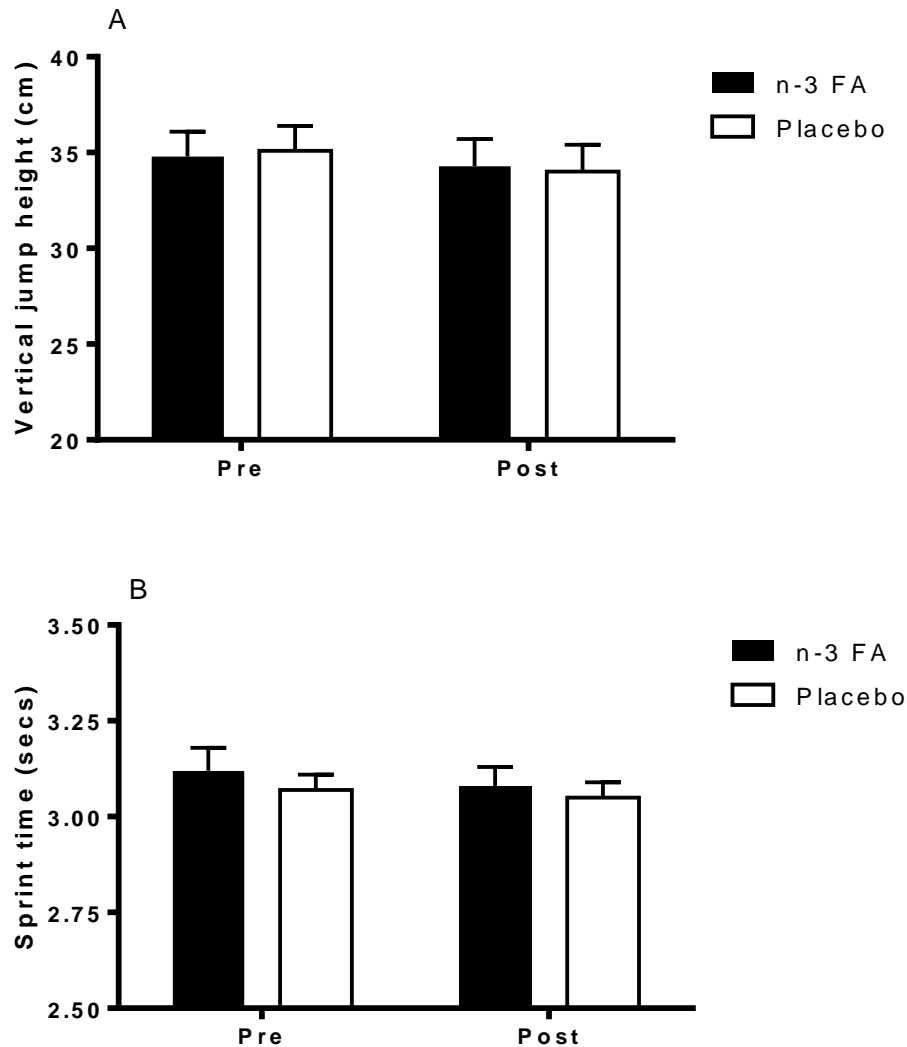 A
Vertical jump height (cm)
40
35
30
25
20
Pre
Post
n-3 FA
Placebo
B
Sprint time (secs)
3.50
3.25
3.00
2.75
2.50
Pre
Post
n-3 FA
Placebo